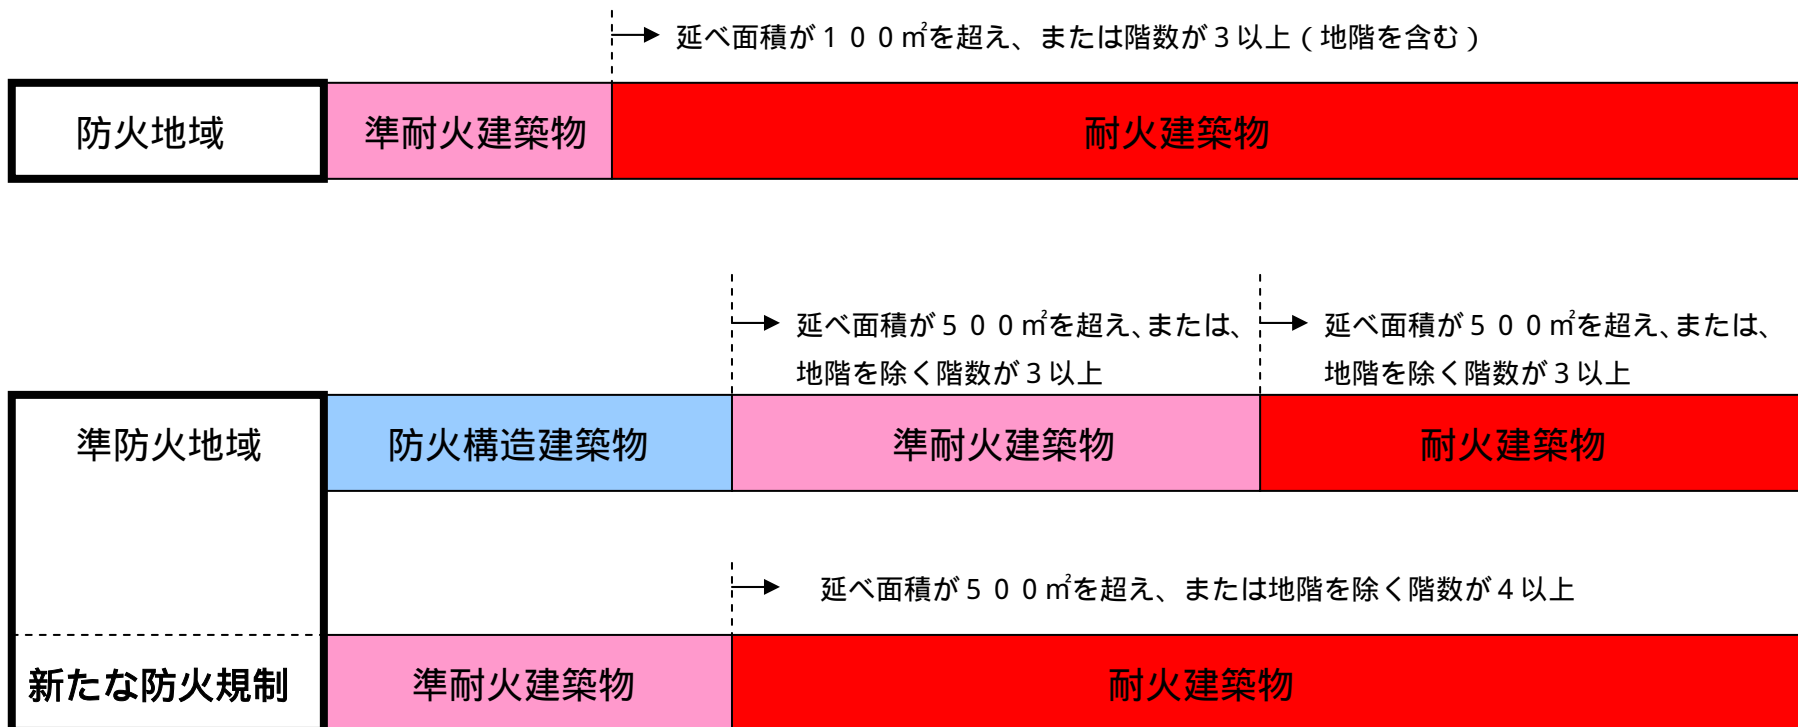 延べ面積が１００㎡を超え、または階数が３以上（地階を含む）
防火地域
準耐火建築物
耐火建築物
延べ面積が５００㎡を超え、または、
地階を除く階数が３以上
延べ面積が５００㎡を超え、または、
地階を除く階数が３以上
準防火地域
防火構造建築物
準耐火建築物
耐火建築物
延べ面積が５００㎡を超え、または地階を除く階数が４以上
新たな防火規制
準耐火建築物
耐火建築物